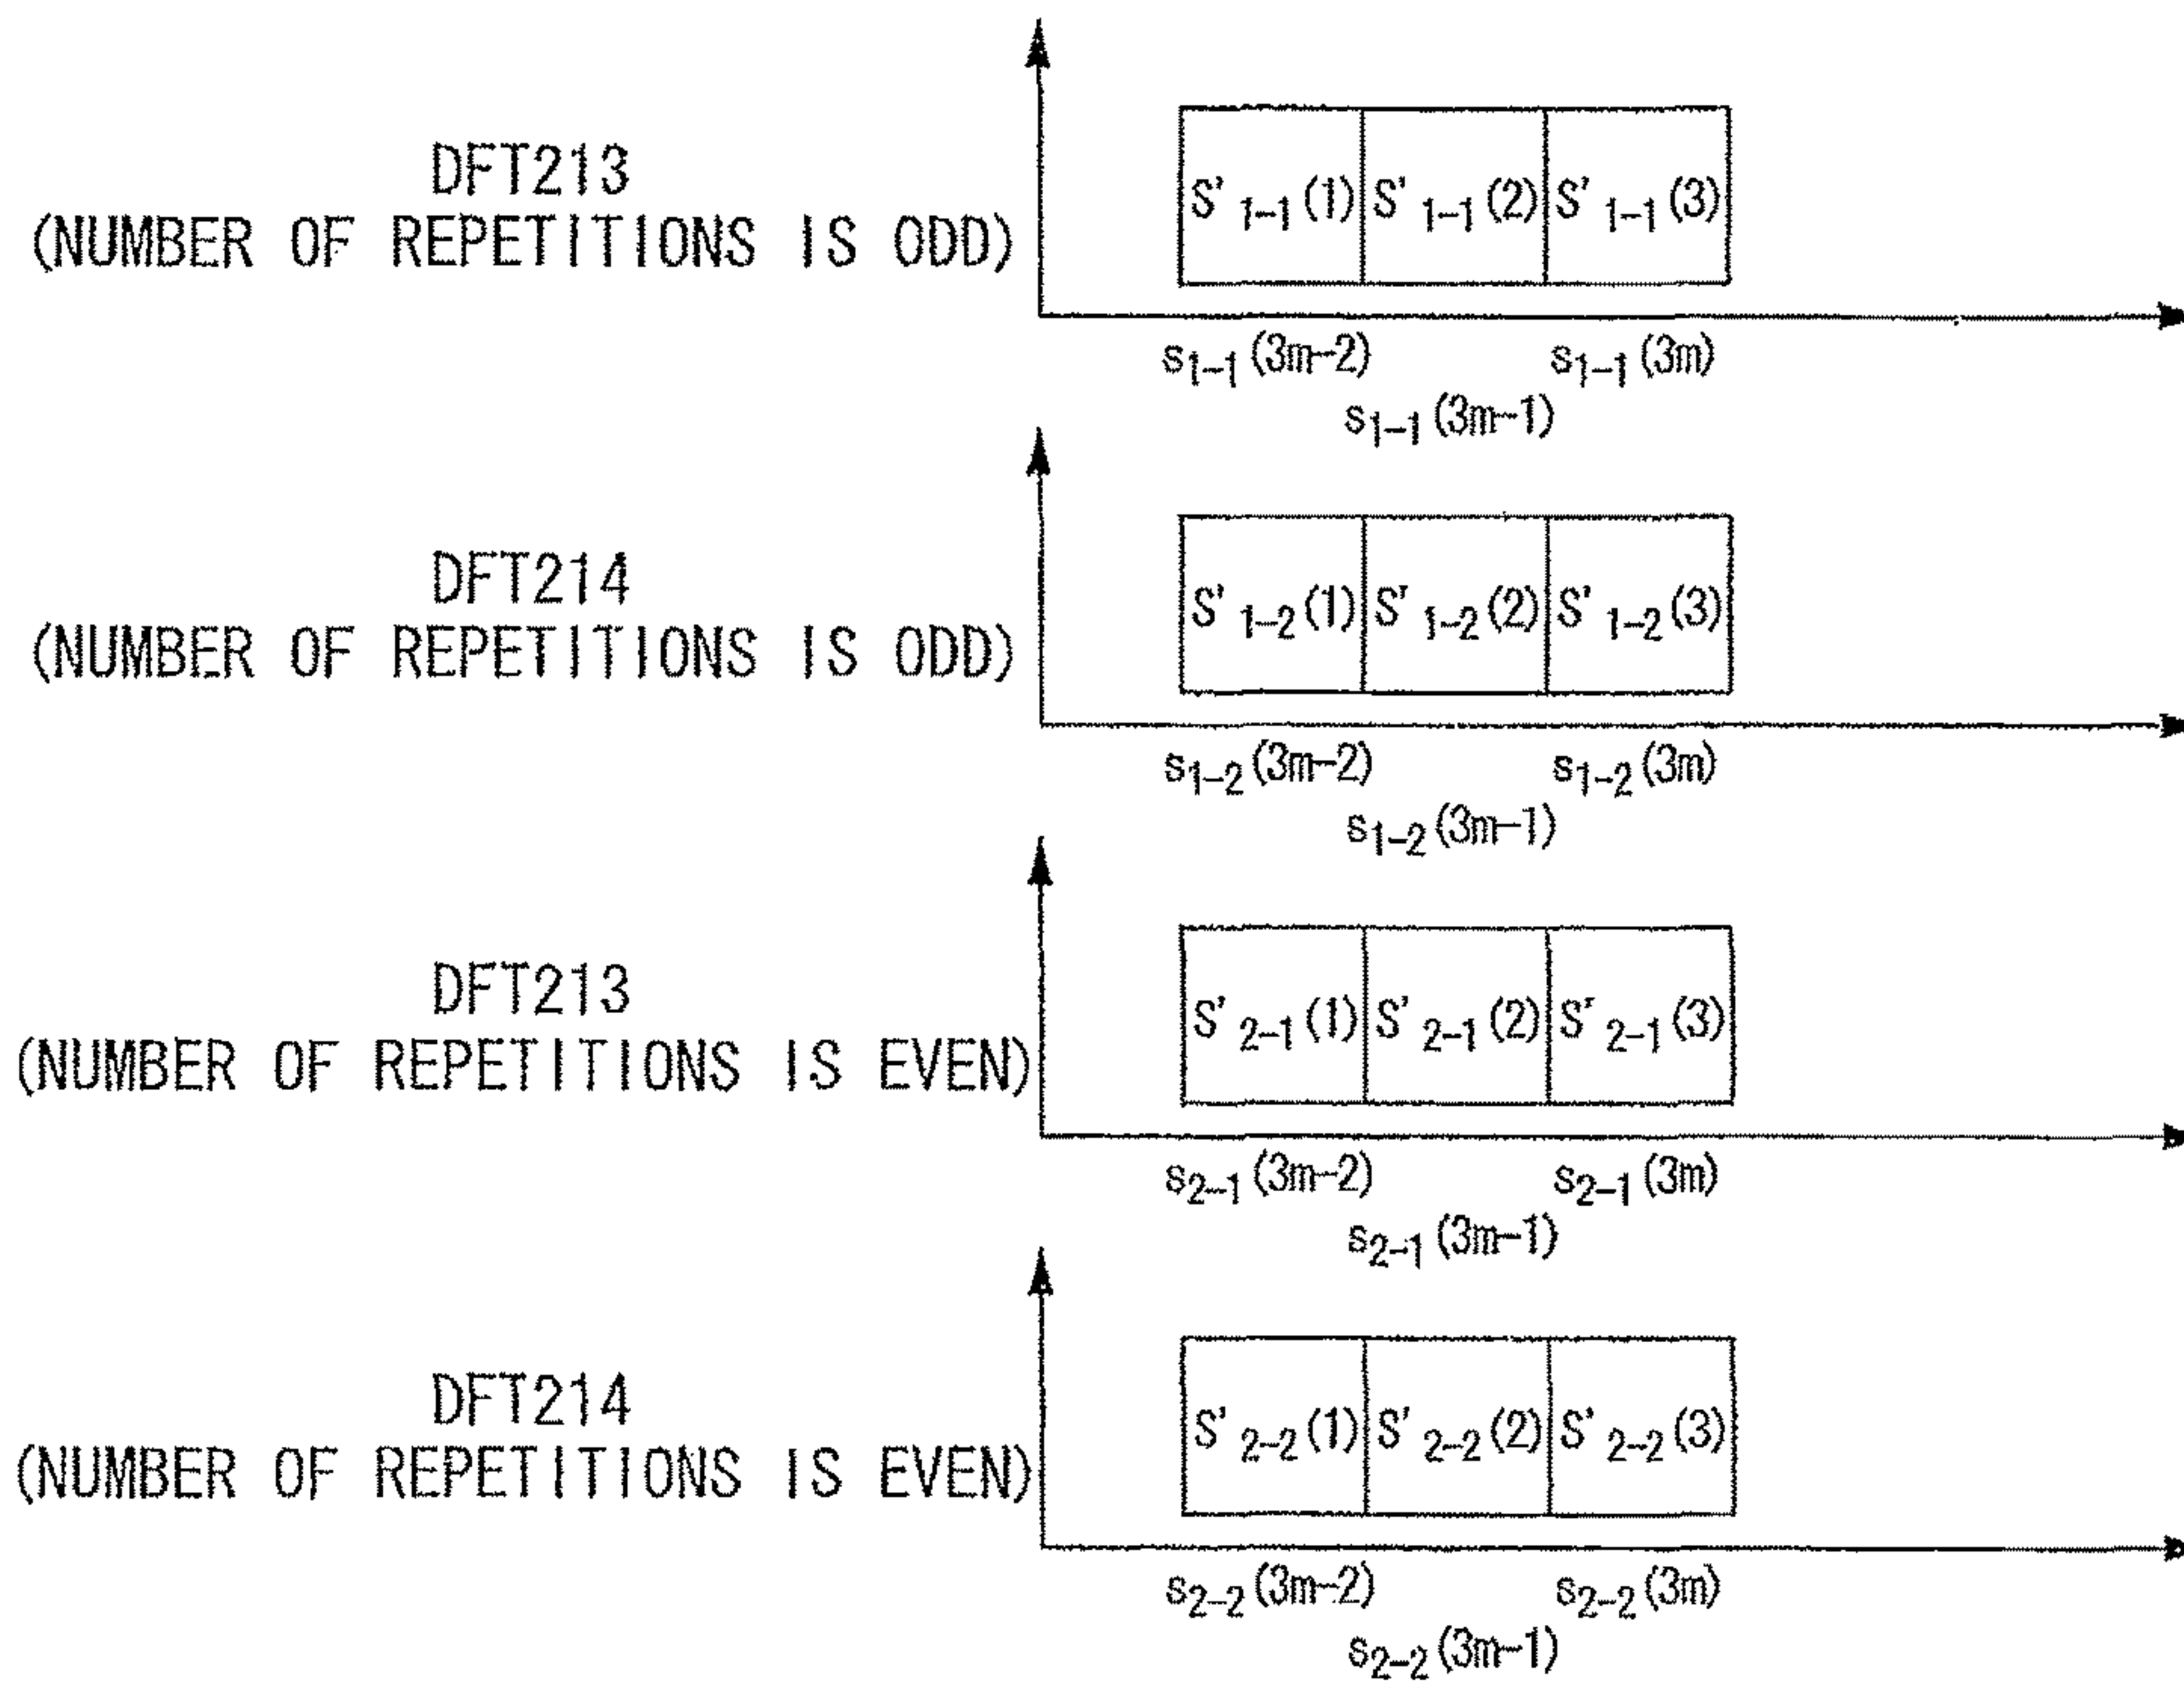 DFT213
(NUMBER OF REPETITIONS IS ODD)
S'1-1(1) S'1-1(2) S'1-1(3)
s1-1(3m-2) s1-1(3m)
s1-1(3m-1)
DFT214
(NUMBER OF REPETITIONS IS ODD)
S'1-2(1) S'1-2(2) S'1-2(3)
s1-2(3m-2) s1-2(3m)
s1-2(3m-1)
DFT213
(NUMBER OF REPETITIONS IS EVEN)
S'2-1(1) S'2-1(2) S'2-1(3)
s2-1(3m-2) s2-1(3m)
s2-1(3m-1)
DFT214
(NUMBER OF REPETITIONS IS EVEN)
S'2-2(1) S'2-2(2) S'2-2(3)
s2-2(3m-2) s2-2(3m)
s2-2(3m-1)